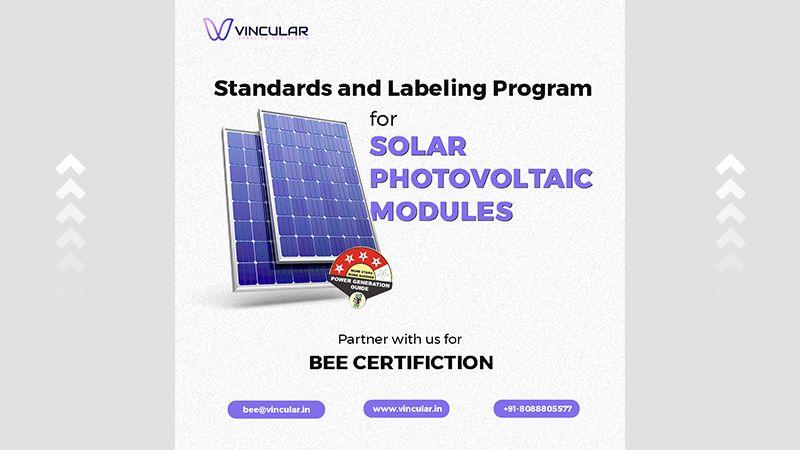 VINCULAR
Standards and Labeling Program
for
SOLAR
PHOTOVOLTAIC
MODULES
MORE STARS
MORE SAVINGS
POWER GENERATION
GUIDE
Partner with us for
BEE CERTIFICTION
bee@vincular.in
www.vincular.in
+91-8088805577